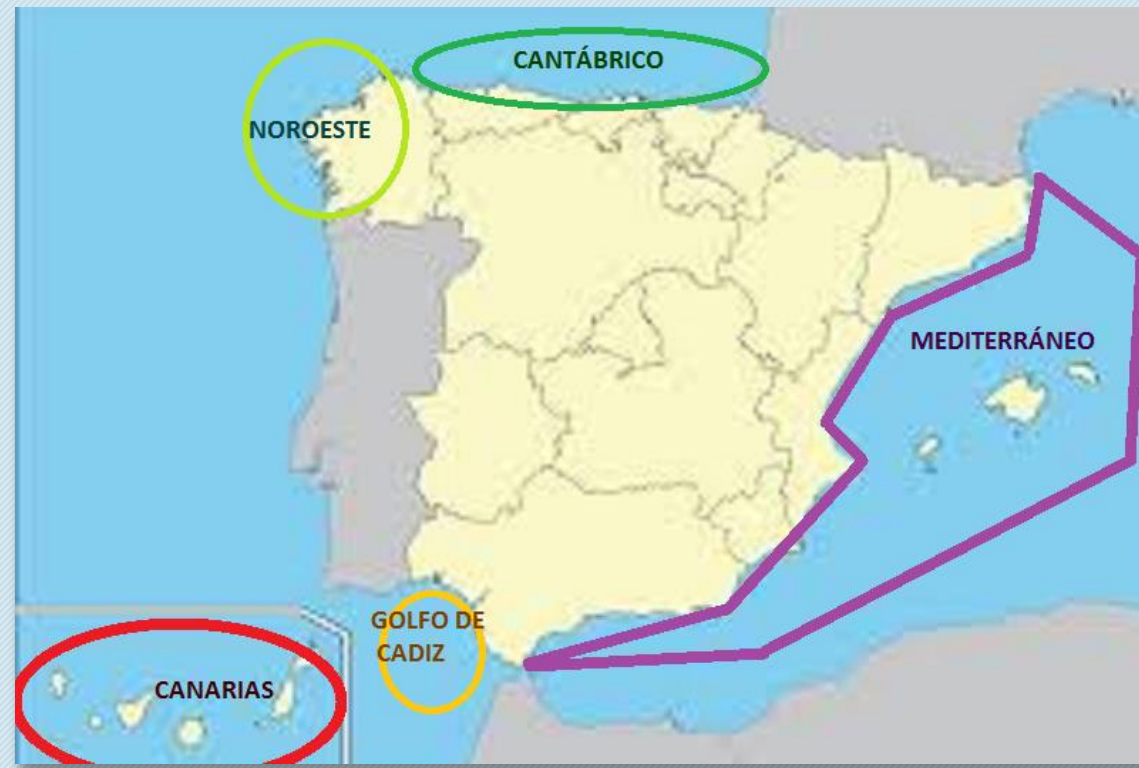 CANTÁBRICO
NOROESTE
MEDITERRÁNEO
GOLFO DE
CADIZ
CANARIAS